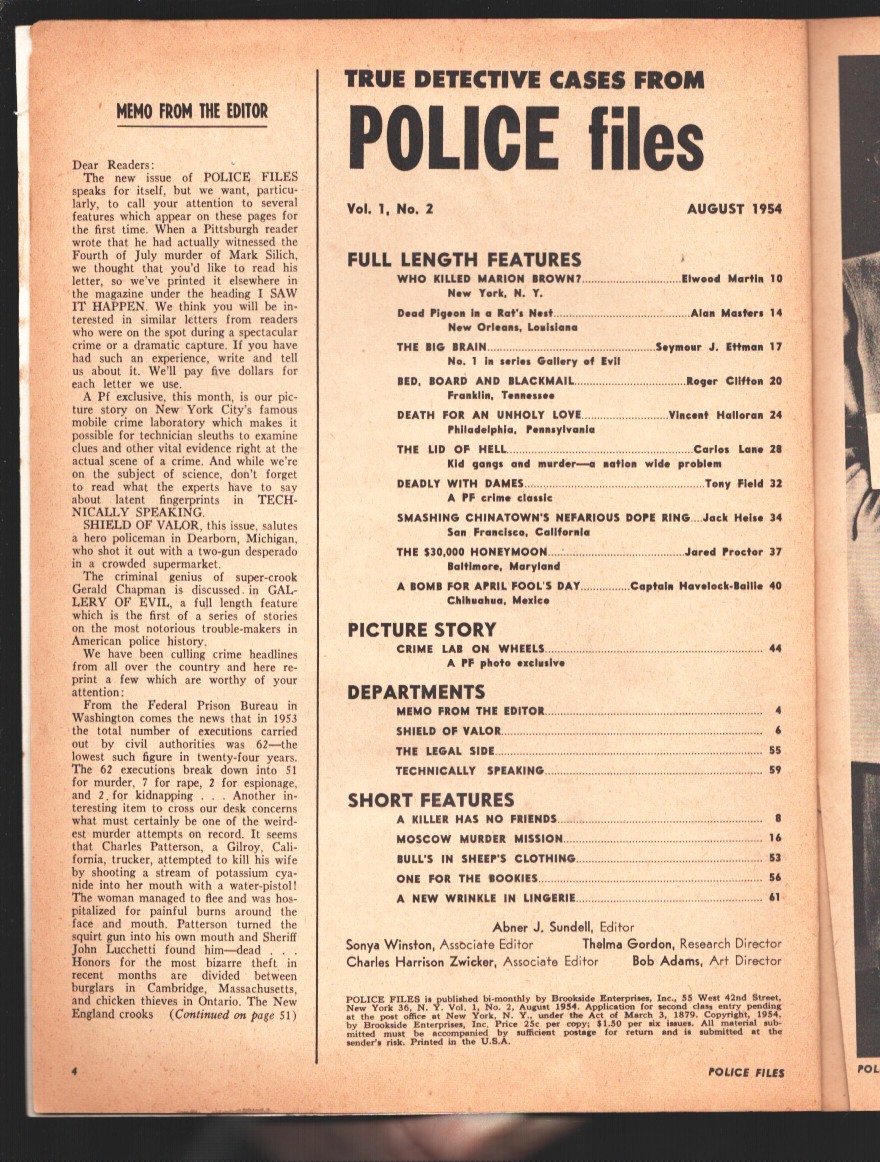 MEMO FROM THE EDITOR
Dear Readers:
The new issue of POLICE FILES
speaks for itself, but we want, particu-
larly, to call your attention to several
features which appear on these pages for
the first time. When a Pittsburgh reader
wrote that he had actually witnessed the
Fourth of July murder of Mark Silich,
we thought that you'd like to read his
letter, so we've printed it elsewhere in
the magazine under the heading I SAW
IT HAPPEN. We think you will be in-
terested in similar letters from readers
who were on the spot during a spectacular
crime or a dramatic capture. If you have
had such an experience, write and tell
us about it. We'll pay five dollars for
each letter we use.
A Pf exclusive, this month, is our pic-
ture story on New York City's famous
mobile crime laboratory which makes it
possible for technician sleuths to examine
clues and other vital evidence right at the
actual scene of a crime. And while we're
on the subject of science, don't forget
to read what the experts have to say
about latent fingerprints in TECH-
NICALLY SPEAKING.
SHIELD OF VALOR, this issue, salutes
a hero policeman in Dearborn, Michigan,
who shot it out with a two-gun desperado
in a crowded supermarket.
The criminal genius of super-crook
Gerald Chapman is discussed in GAL-
LERY OF EVIL, a full length feature
which is the first of a series of stories
on the most notorious trouble-makers in
American police history.
We have been culling crime headlines
from all over the country and here re-
print a few which are worthy of your
attention:
From the Federal Prison Bureau in
Washington comes the news that in 1953
the total number of executions carried
out by civil authorities was 62—the
lowest such figure in twenty-four years.
The 62 executions break down into 51
for murder, 7 for rape, 2 for espionage,
and 2 for kidnapping . . . Another in-
teresting item to cross our desk concerns
what must certainly be one of the weird-
est murder attempts on record. It seems
that Charles Patterson, a Gilroy, Cali-
fornia, trucker, attempted to kill his wife
by shooting a stream of potassium cya-
nide into her mouth with a water-pistol!
The woman managed to flee and was hos-
pitalized for painful burns around the
face and mouth. Patterson turned the
squirt gun into his own mouth and Sheriff
John Lucchetti found him—dead . . .
Honors for the most bizarre theft in
recent months are divided between
burglars in Cambridge, Massachusetts,
and chicken thieves in Ontario. The New
England crooks (Continued on page 51)
4
TRUE DETECTIVE CASES FROM
POLICE files
Vol. 1, No. 2 AUGUST 1954
FULL LENGTH FEATURES
WHO KILLED MARION BROWN?..........Elwood Martin 10
New York, N. Y.
Dead Pigeon in a Rat's Nest..........Alan Masters 14
New Orleans, Louisiana
THE BIG BRAIN..........Seymour J. Ettman 17
No. 1 in series Gallery of Evil
BED, BOARD AND BLACKMAIL..........Roger Clifton 20
Franklin, Tennessee
DEATH FOR AN UNHOLY LOVE..........Vincent Halloran 24
Philadelphia, Pennsylvania
THE LID OF HELL..........Carlos Lane 28
Kid gangs and murder—a nation wide problem
DEADLY WITH DAMES..........Tony Field 32
A PF crime classic
SMASHING CHINATOWN'S NEFARIOUS DOPE RING....Jack Heise 34
San Francisco, California
THE $30,000 HONEYMOON..........Jared Proctor 37
Baltimore, Maryland
A BOMB FOR APRIL FOOL'S DAY..........Captain Havelock-Bailie 40
Chihuahua, Mexico
PICTURE STORY
CRIME LAB ON WHEELS.......... 44
A PF photo exclusive
DEPARTMENTS
MEMO FROM THE EDITOR.......... 4
SHIELD OF VALOR.......... 6
THE LEGAL SIDE.......... 55
TECHNICALLY SPEAKING.......... 59
SHORT FEATURES
A KILLER HAS NO FRIENDS.......... 8
MOSCOW MURDER MISSION.......... 16
BULL'S IN SHEEP'S CLOTHING.......... 53
ONE FOR THE BOOKIES.......... 56
A NEW WRINKLE IN LINGERIE.......... 61
Abner J. Sundell, Editor
Sonya Winston, Associate Editor Thelma Gordon, Research Director
Charles Harrison Zwicker, Associate Editor Bob Adams, Art Director
POLICE FILES is published bi-monthly by Brookside Enterprises, Inc., 55 West 42nd Street,
New York 36, N. Y. Vol. 1, No. 2, August 1954. Application for second class entry pending
at the post office at New York, N. Y., under the Act of March 3, 1879. Copyright, 1954,
by Brookside Enterprises, Inc. Price 25c per copy; $1.50 per six issues. All material sub-
mitted must be accompanied by sufficient postage for return and is submitted at the
sender's risk. Printed in the U.S.A.
POLICE FILES
POL